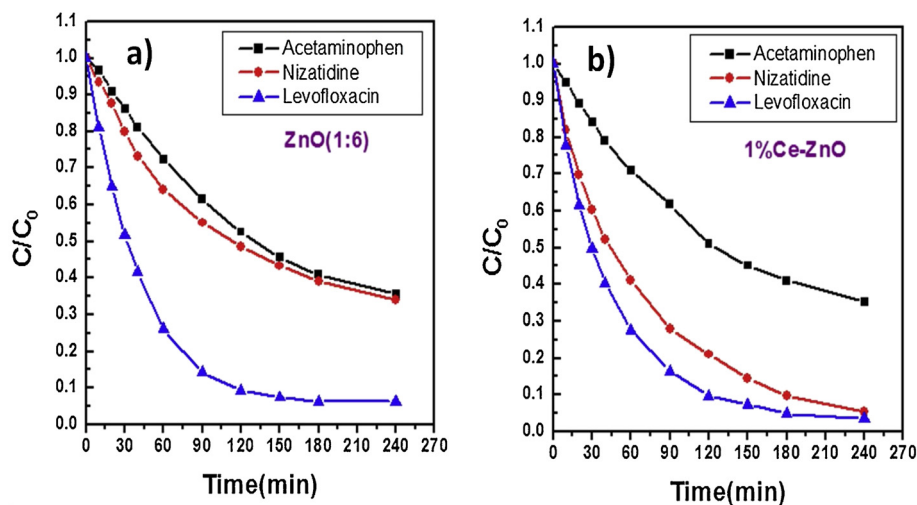 a)
Acetaminophen
Nizatidine
Levofloxacin
ZnO(1:6)
C/C₀
1.0
0.9
0.8
0.7
0.6
0.5
0.4
0.3
0.2
0.1
0.0
0 30 60 90 120 150 180 210 240 270
Time(min)
b)
Acetaminophen
Nizatidine
Levofloxacin
1%Ce-ZnO
C/C₀
1.1
1.0
0.9
0.8
0.7
0.6
0.5
0.4
0.3
0.2
0.1
0.0
0 30 60 90 120 150 180 210 240 270
Time(min)